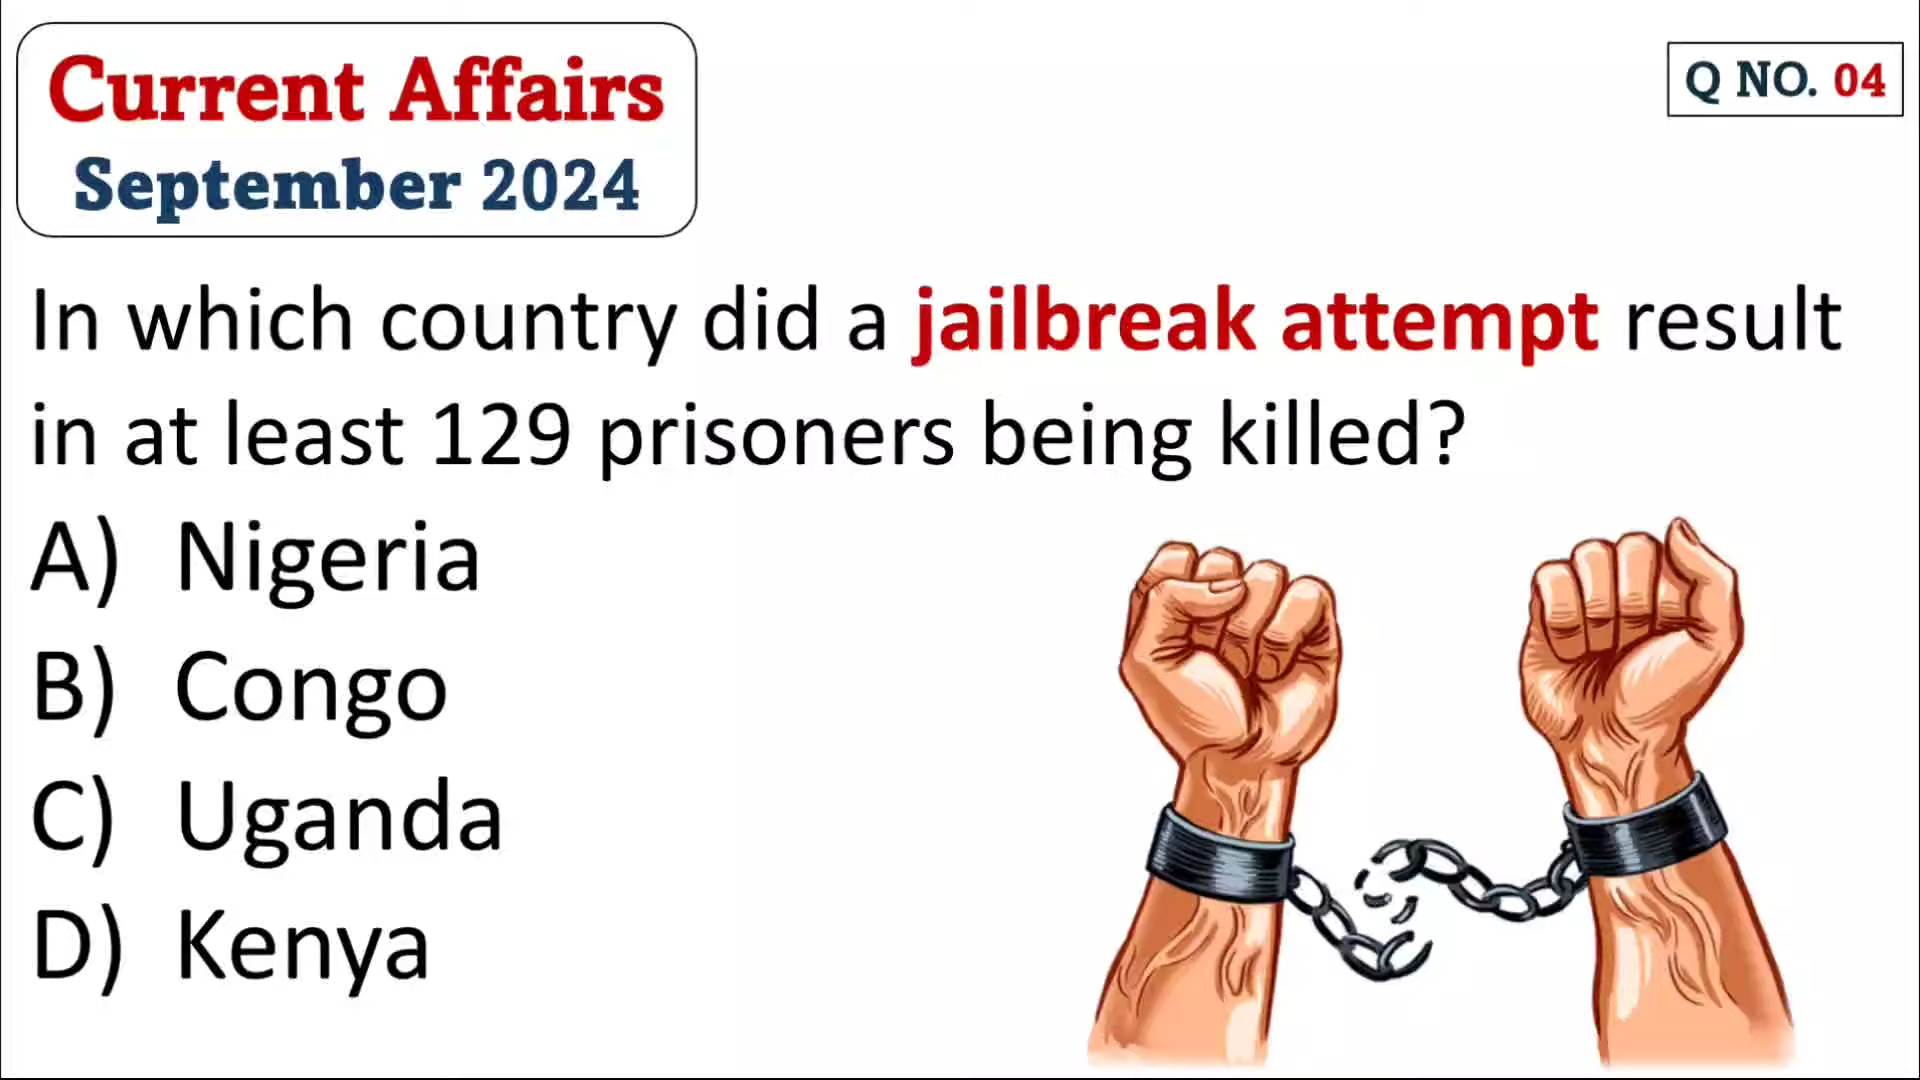 Current Affairs
September 2024
Q NO. 04
In which country did a jailbreak attempt result
in at least 129 prisoners being killed?
A) Nigeria
B) Congo
C) Uganda
D) Kenya